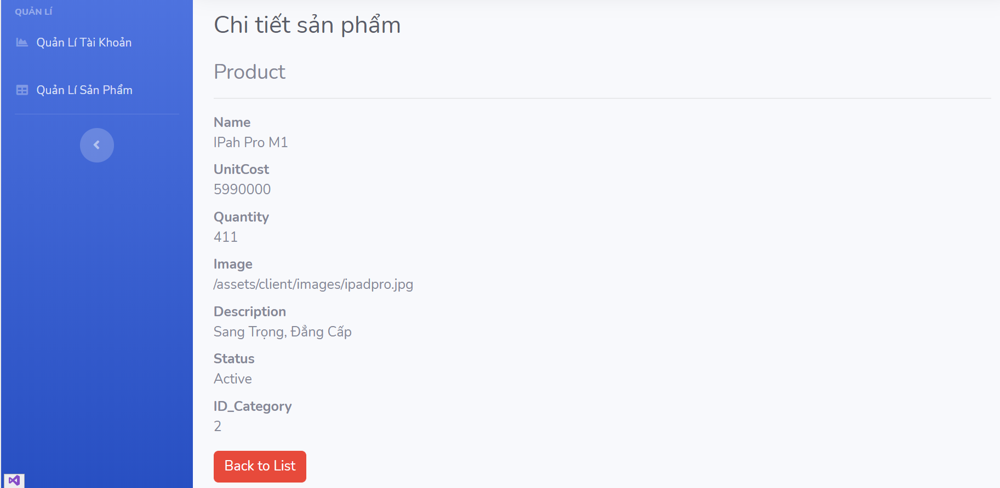 QUẢN LÍ
Quản Lí Tài Khoản
Quản Lí Sản Phẩm
Chi tiết sản phẩm
Product
Name
IPah Pro M1
UnitCost
5990000
Quantity
411
Image
/assets/client/images/ipadpro.jpg
Description
Sang Trọng, Đẳng Cấp
Status
Active
ID_Category
2
Back to List